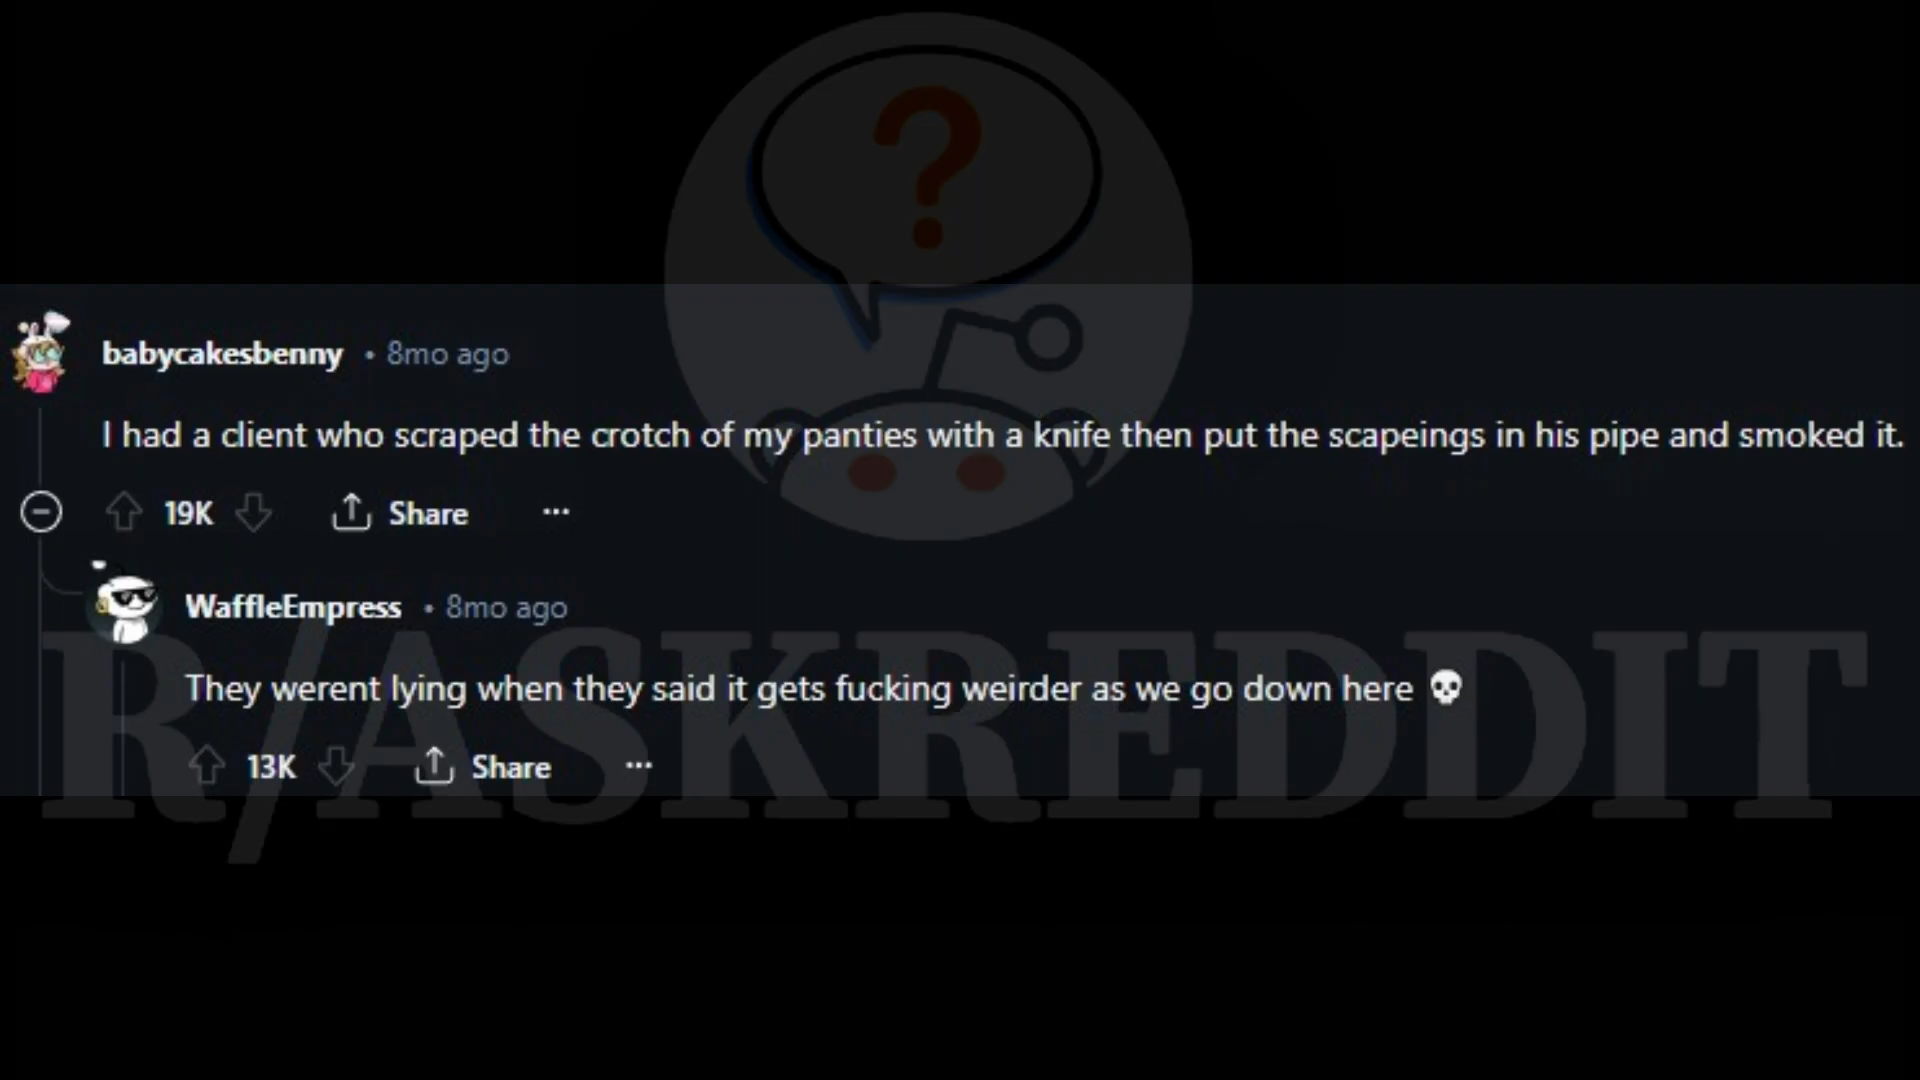 ?
babycakesbenny • 8mo ago
I had a client who scraped the crotch of my panties with a knife then put the scapeings in his pipe and smoked it.
19K Share ...
WaffleEmpress • 8mo ago
They werent lying when they said it gets fucking weirder as we go down here 💀
13K Share ...
R/ASKREDDIT